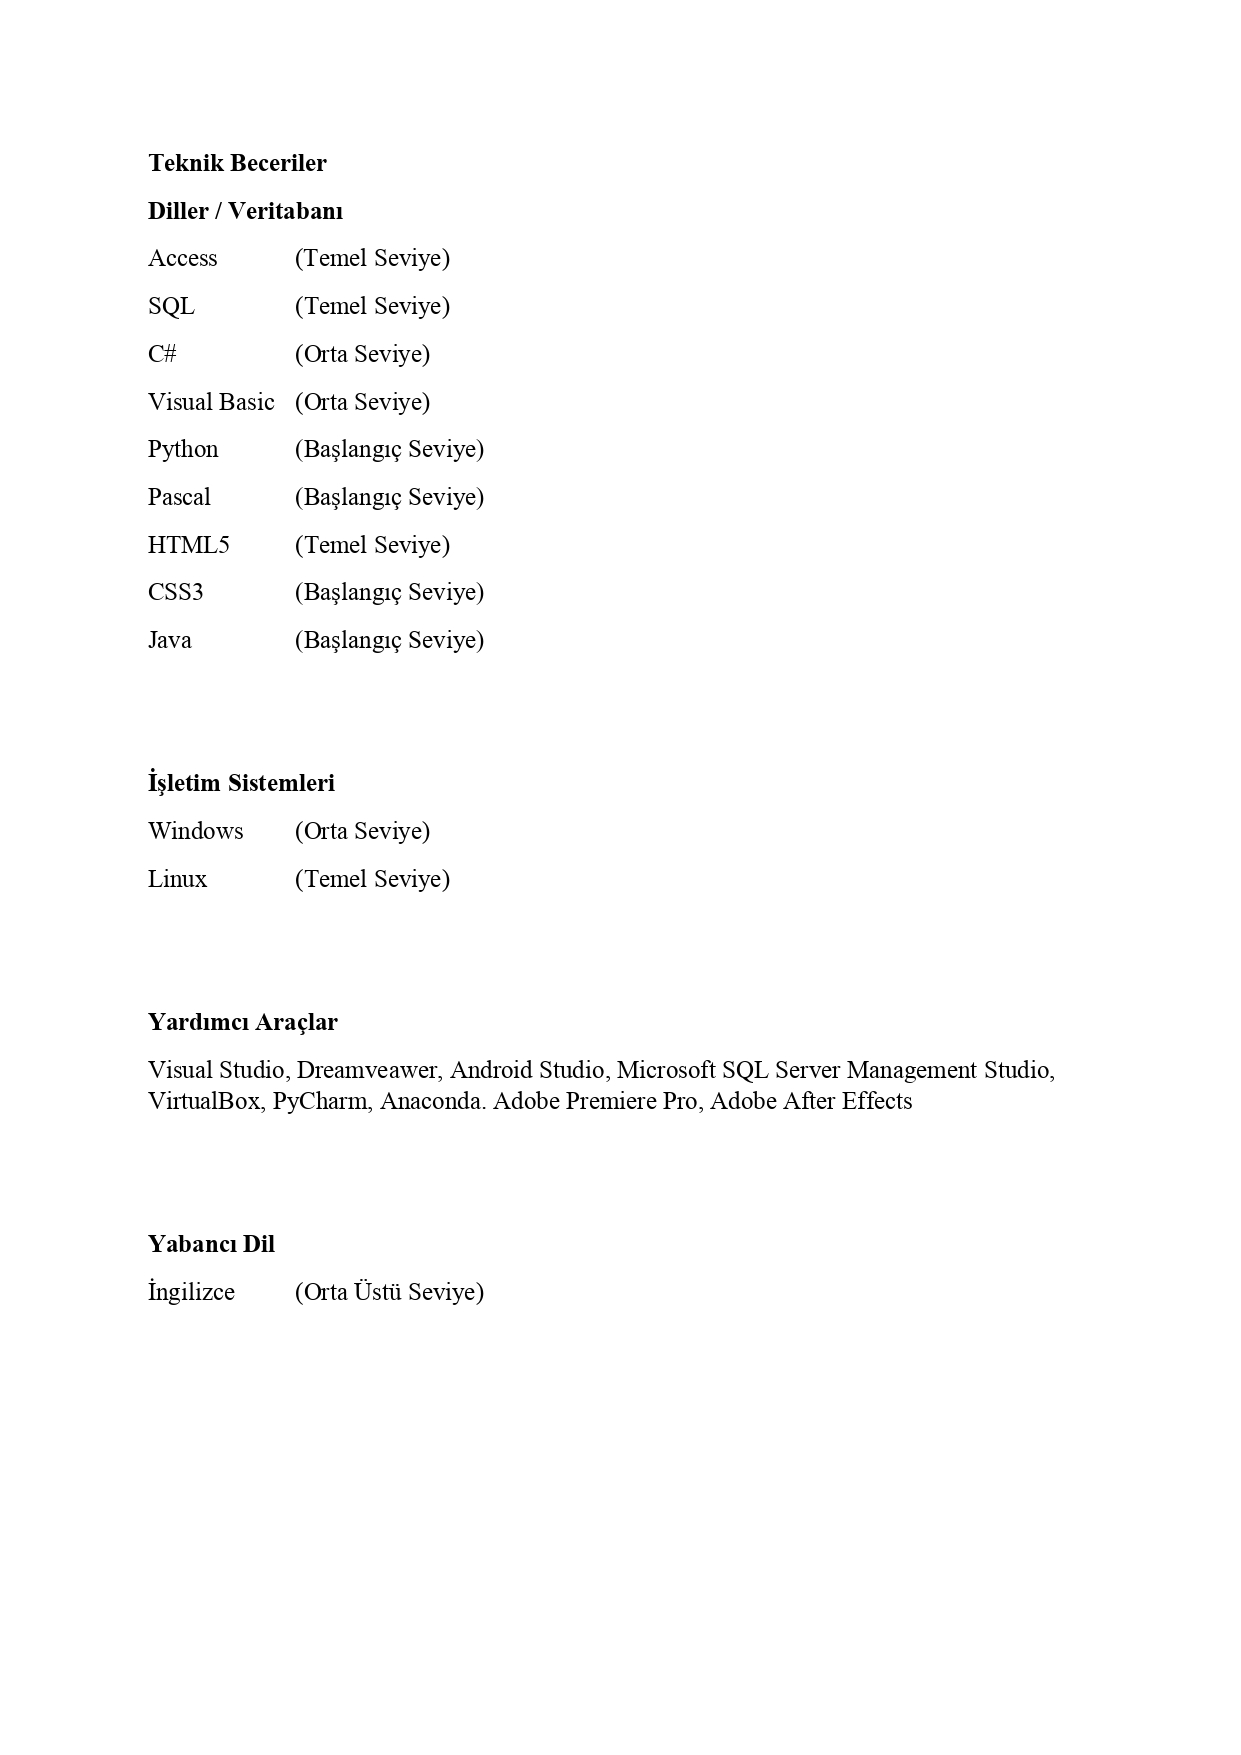 Teknik Beceriler
Diller / Veritabanı
Access (Temel Seviye)
SQL (Temel Seviye)
C# (Orta Seviye)
Visual Basic (Orta Seviye)
Python (Başlangıç Seviye)
Pascal (Başlangıç Seviye)
HTML5 (Temel Seviye)
CSS3 (Başlangıç Seviye)
Java (Başlangıç Seviye)
İşletim Sistemleri
Windows (Orta Seviye)
Linux (Temel Seviye)
Yardımcı Araçlar
Visual Studio, Dreamveawer, Android Studio, Microsoft SQL Server Management Studio,
VirtualBox, PyCharm, Anaconda. Adobe Premiere Pro, Adobe After Effects
Yabancı Dil
İngilizce (Orta Üstü Seviye)